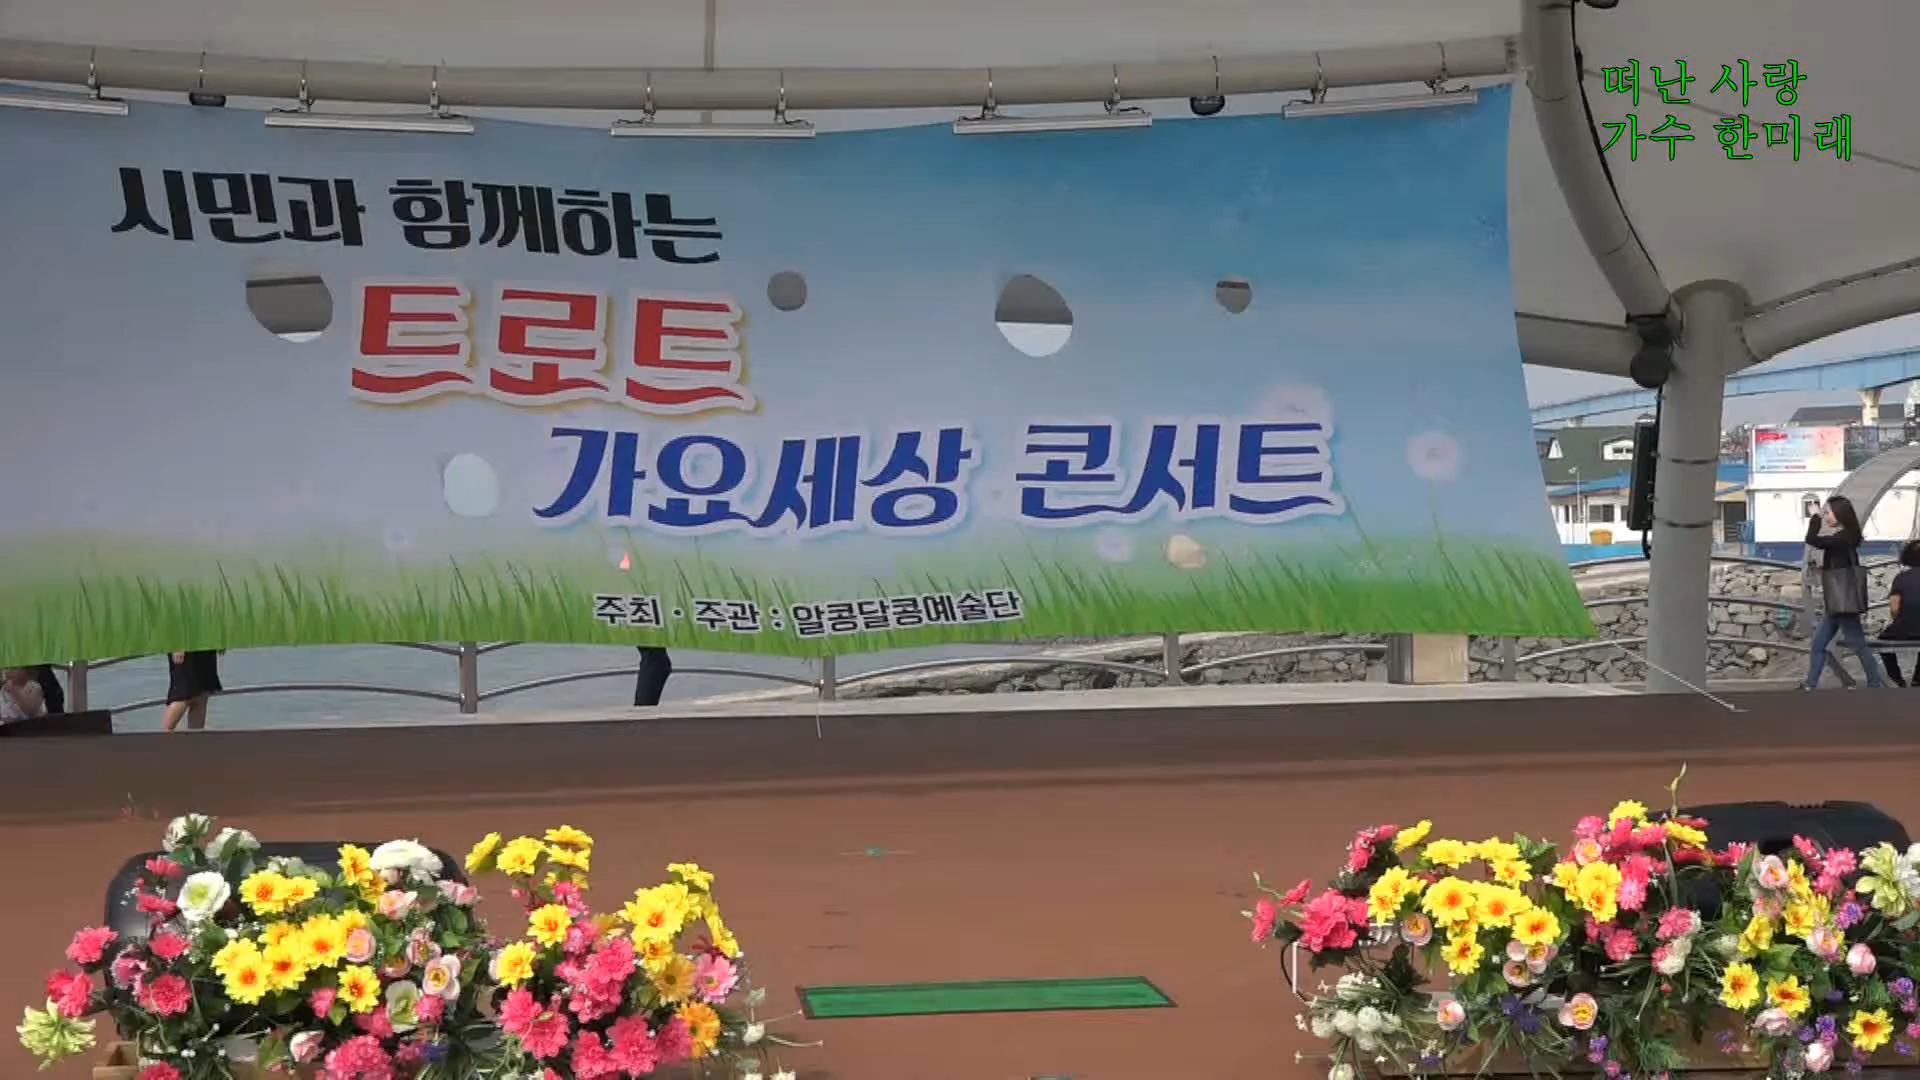 떠난 사랑
가수 한미래
시민과 함께하는
트로트
가요세상 콘서트
주최 · 주관 : 알콩달콩예술단